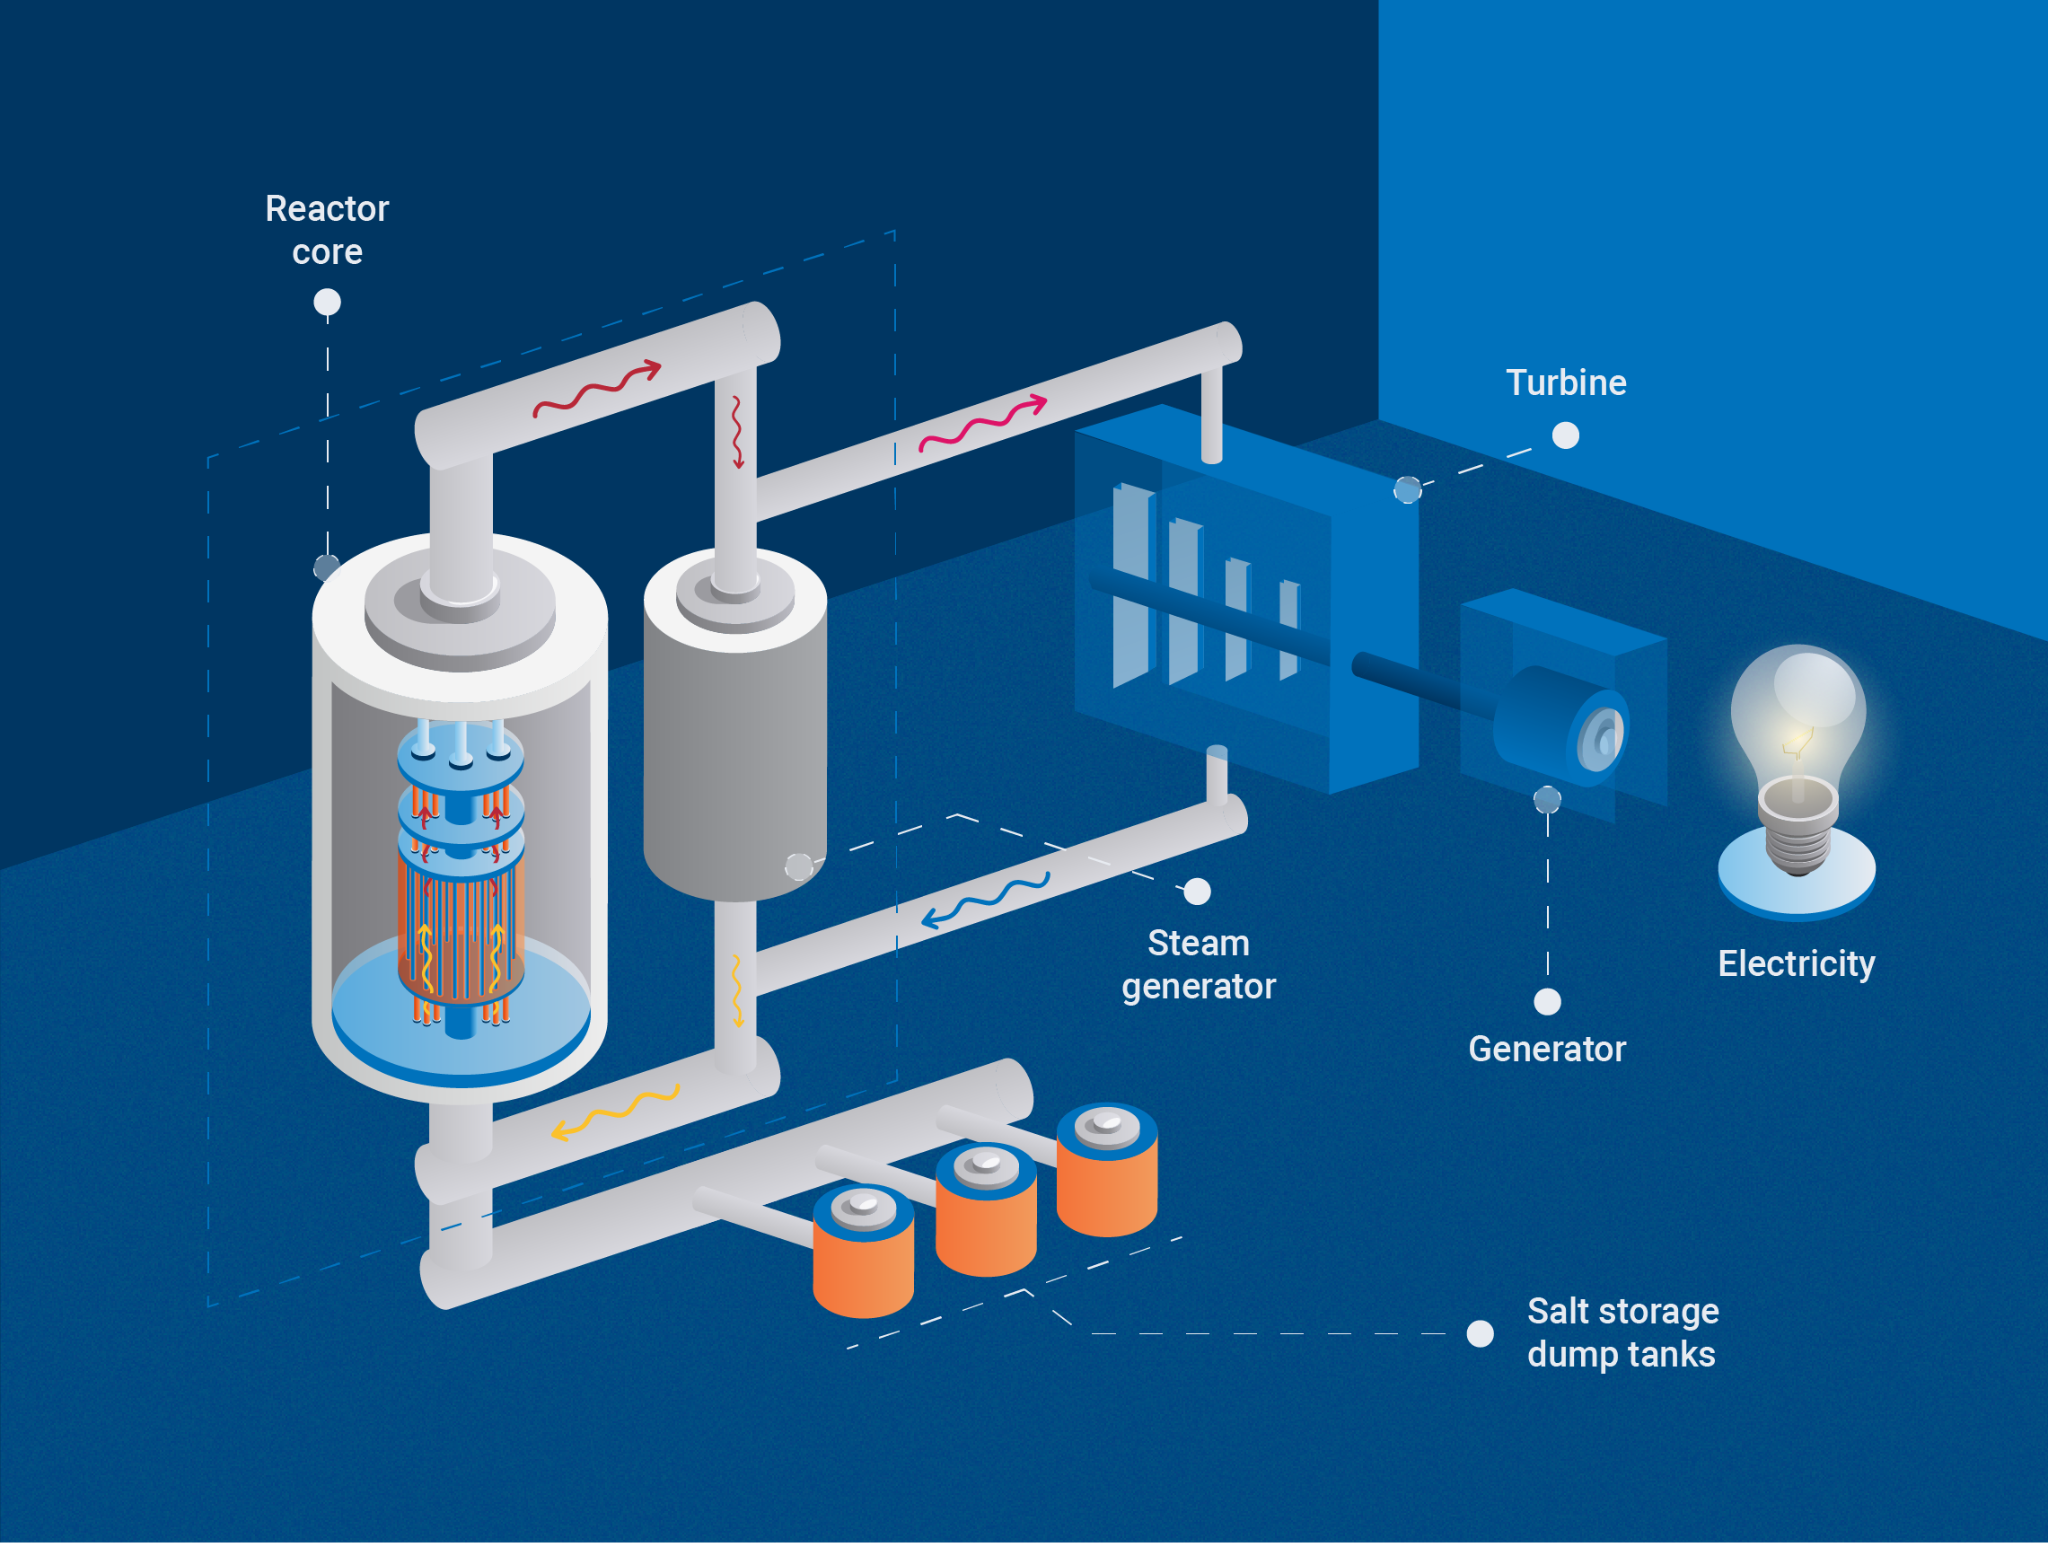 Reactor
core
Turbine
Steam
generator
Electricity
Generator
Salt storage
dump tanks